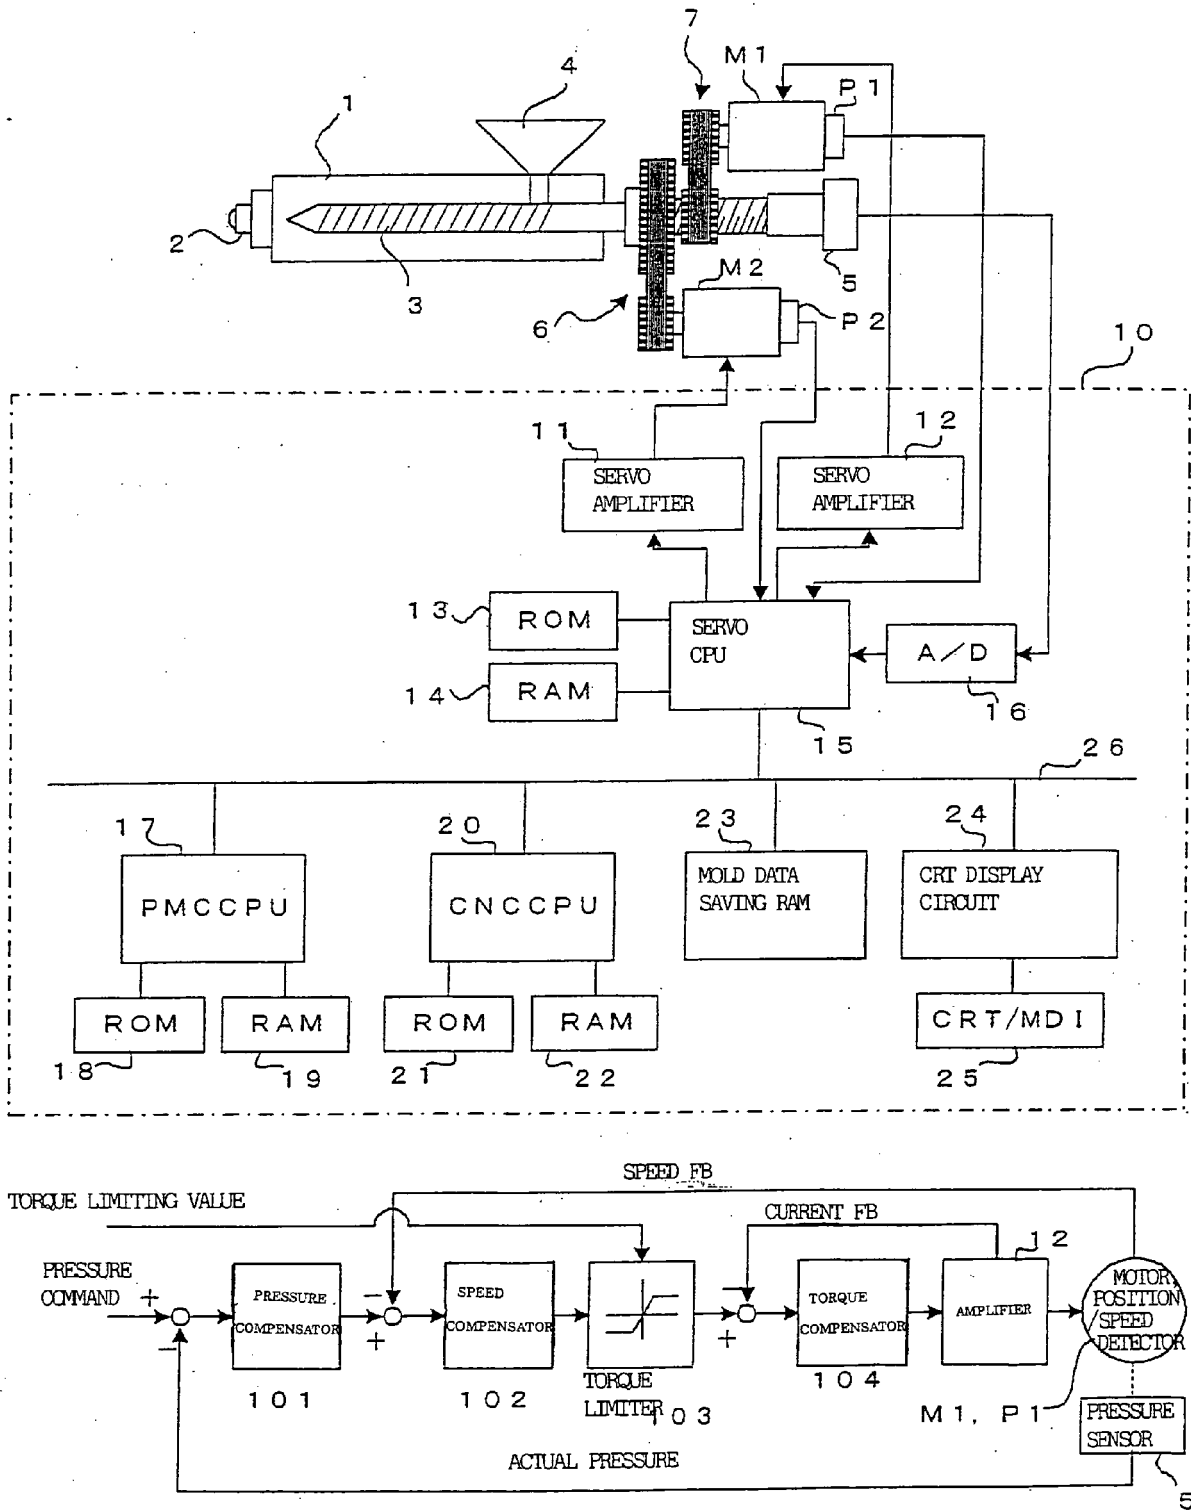 7
M1
4
P1
1
2
3
M2
5
6
P2
10
11
12
SERVO
AMPLIFIER
SERVO
AMPLIFIER
13
ROM
SERVO
CPU
A/D
14
RAM
16
15
26
17
20
23
24
PMCCPU
CNCCPU
MOLD DATA
SAVING RAM
CRT DISPLAY
CIRCUIT
ROM
RAM
ROM
RAM
CRT/MDI
18
19
21
22
25
SPEED FB
TORQUE LIMITING VALUE
CURRENT FB
12
PRESSURE
COMMAND
+
−
PRESSURE
COMPENSATOR
−
+
SPEED
COMPENSATOR
−
+
TORQUE
COMPENSATOR
AMPLIFIER
MOTOR,
POSITION
/SPEED
DETECTOR
101
102
TORQUE
LIMITER
103
104
M1, P1
PRESSURE
SENSOR
ACTUAL PRESSURE
5